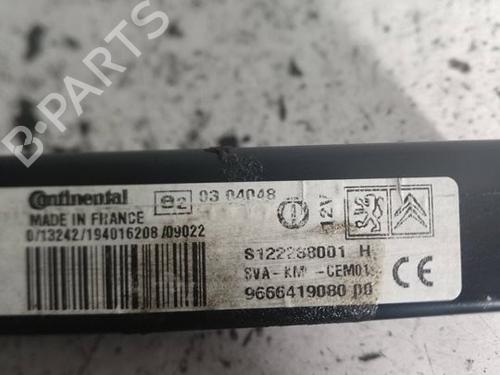 Continental
e2 03 04048
MADE IN FRANCE
12V
0/13242/194016208/09022
S122288001 H
SVA-KM -CEM01
CE
9666419080 00